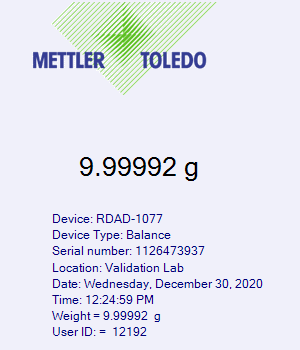 METTLER TOLEDO
9.99992 g
Device: RDAD-1077
Device Type: Balance
Serial number: 1126473937
Location: Validation Lab
Date: Wednesday, December 30, 2020
Time: 12:24:59 PM
Weight = 9.99992 g
User ID: = 12192